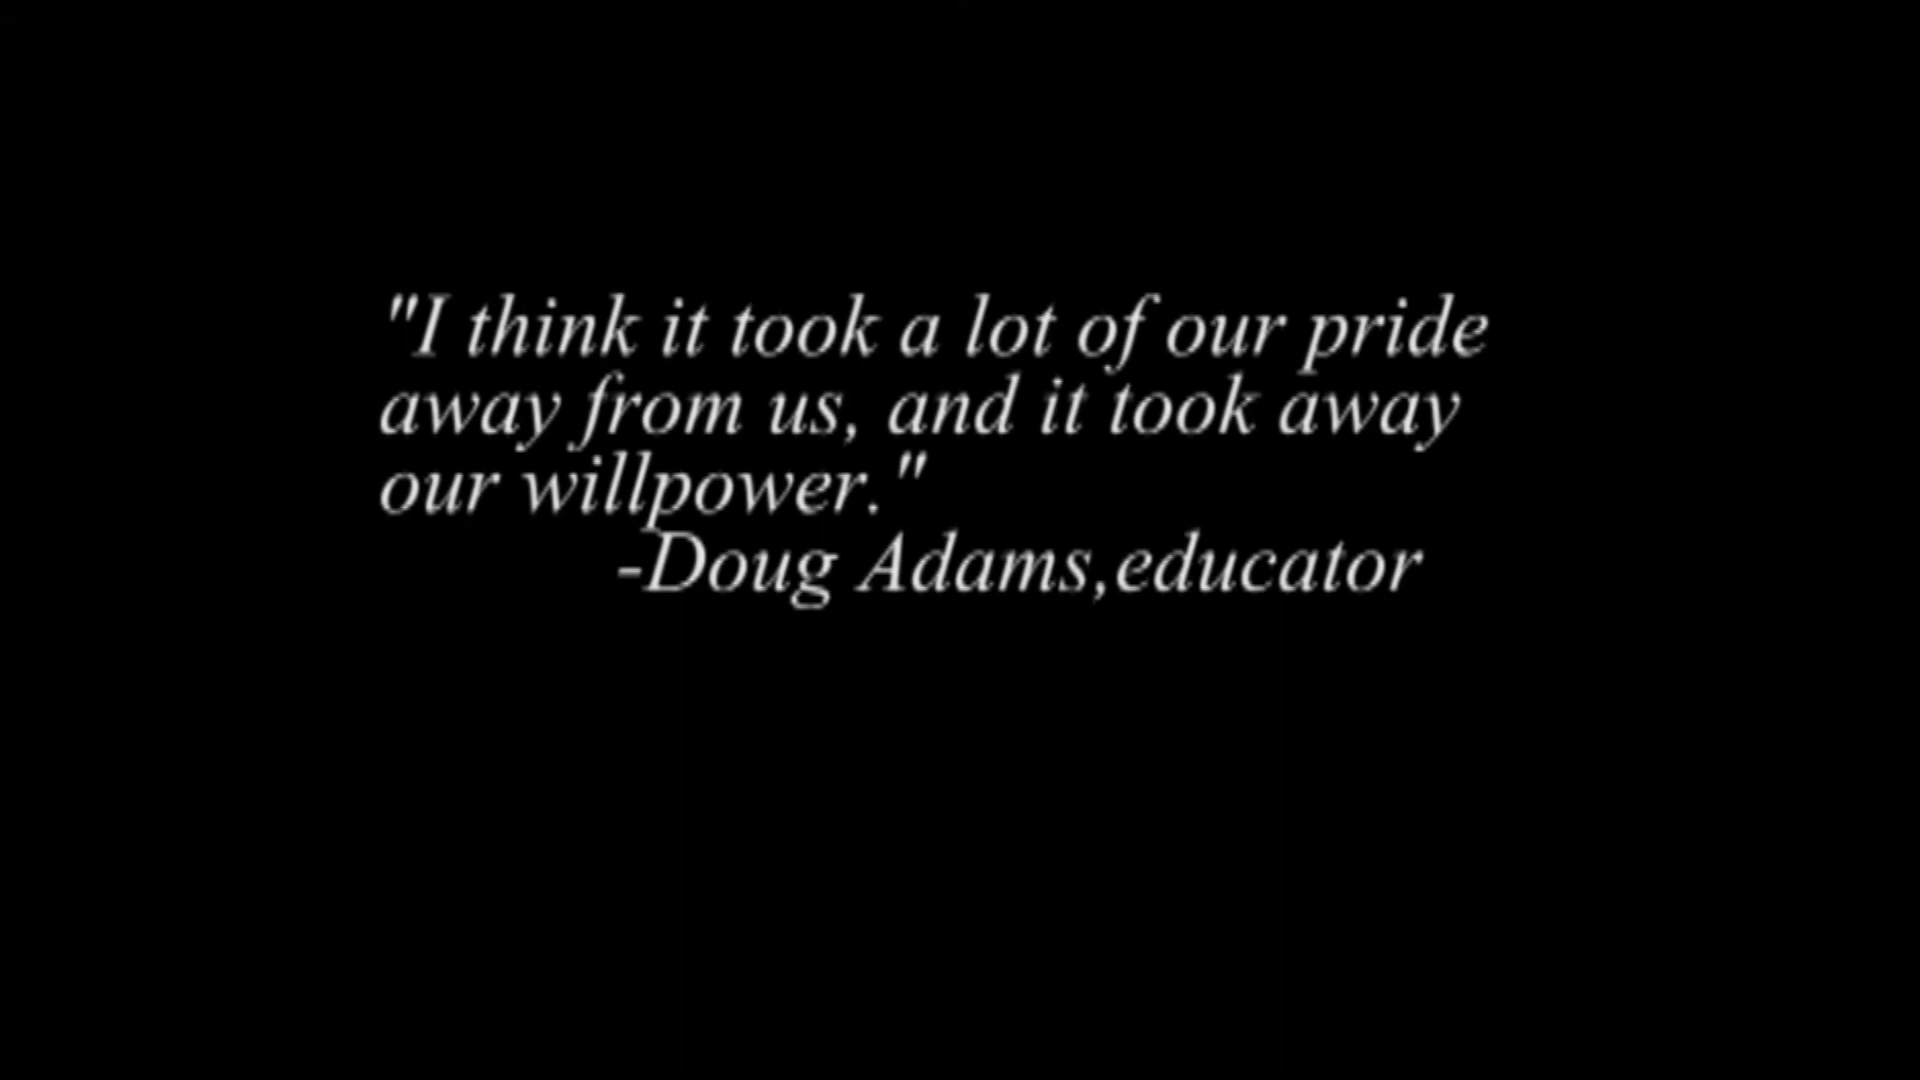 "I think it took a lot of our pride
away from us, and it took away
our willpower."
-Doug Adams,educator